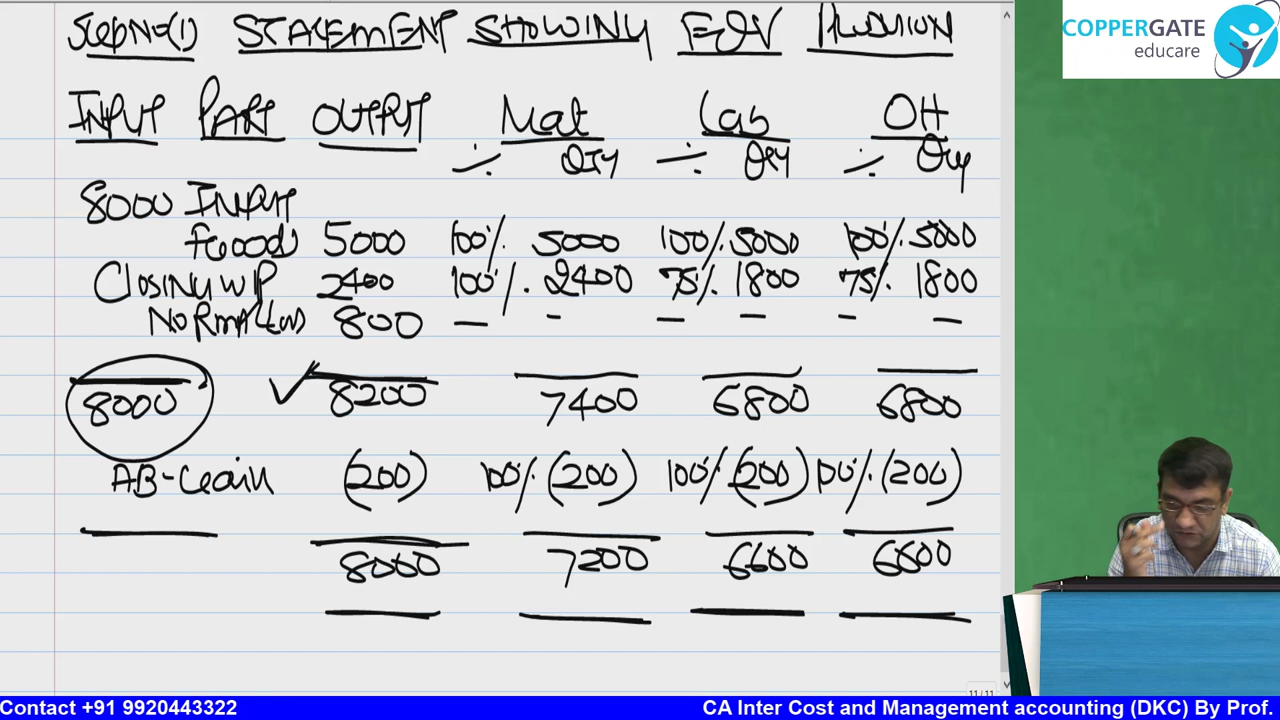 COPPERGATE
educare
Step No(1) STATEMENT SHOWING EQV
INPUT PART OUTPUT Mat Lab OH
÷ QTY ÷ QTY ÷ QTY
8000 INPUT
F(Good) 5000 100% 5000 100% 5000 100% 5000
Closing WIP 2400 100% 2400 75% 1800 75% 1800
Normal (L) 800 — - — — - —
8000 ✓ 8200 7400 6800 6800
AB-Gain (200) 100% (200) 100% (200) 100% (200)
8000 7200 6600 6600
11/11
Contact +91 9920443322 CA Inter Cost and Management accounting (DKC) By Prof.